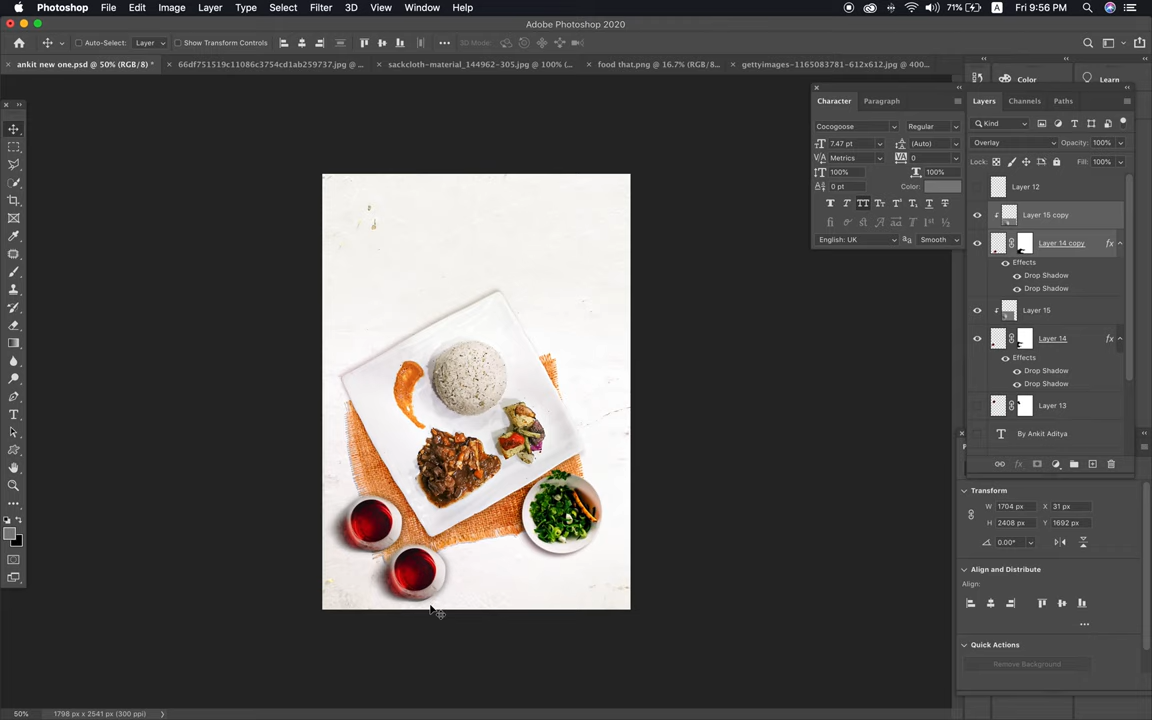 Photoshop File Edit Image Layer Type Select Filter 3D View Window Help 71% A Fri 9:56 PM
Adobe Photoshop 2020
Auto-Select: Layer Show Transform Controls 3D Mode:
ankit new one.psd @ 50% (RGB/8) * 66df751519c11086c3754cd1ab259737.jpg @ ... sackcloth-material_144962-305.jpg @ 100% (... food that.png @ 16.7% (RGB/8... gettyimages-1165083781-612x612.jpg @ 400...
Color Learn
Character Paragraph
Layers Channels Paths
Kind
Cocogoose Regular
7.47 pt (Auto)
Overlay Opacity: 100%
Metrics 0
Lock: Fill: 100%
100% 100%
0 pt Color:
English: UK Smooth
Layer 12
Layer 15 copy
Layer 14 copy fx
Effects
Drop Shadow
Drop Shadow
Layer 15
Layer 14 fx
Effects
Drop Shadow
Drop Shadow
Layer 13
By Ankit Aditya
Transform
W 1704 px X 31 px
H 2408 px Y 1692 px
0.00°
Align and Distribute
Align:
Quick Actions
Remove Background
50% 1798 px x 2541 px (300 ppi)